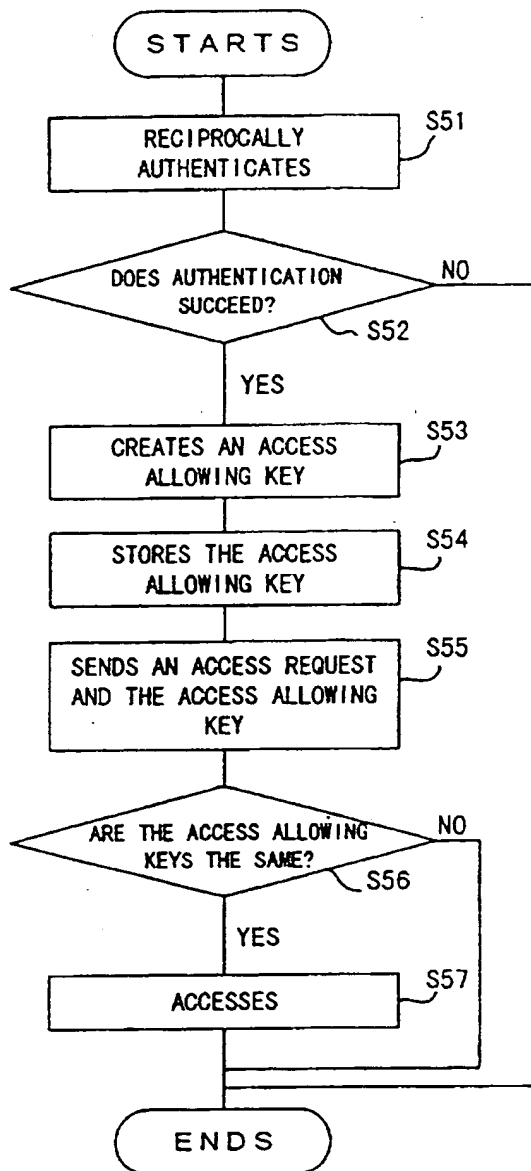 STARTS
S51
RECIPROCALLY
AUTHENTICATES
NO
DOES AUTHENTICATION
SUCCEED?
S52
YES
S53
CREATES AN ACCESS
ALLOWING KEY
S54
STORES THE ACCESS
ALLOWING KEY
S55
SENDS AN ACCESS REQUEST
AND THE ACCESS ALLOWING
KEY
NO
ARE THE ACCESS ALLOWING
KEYS THE SAME?
S56
YES
S57
ACCESSES
ENDS